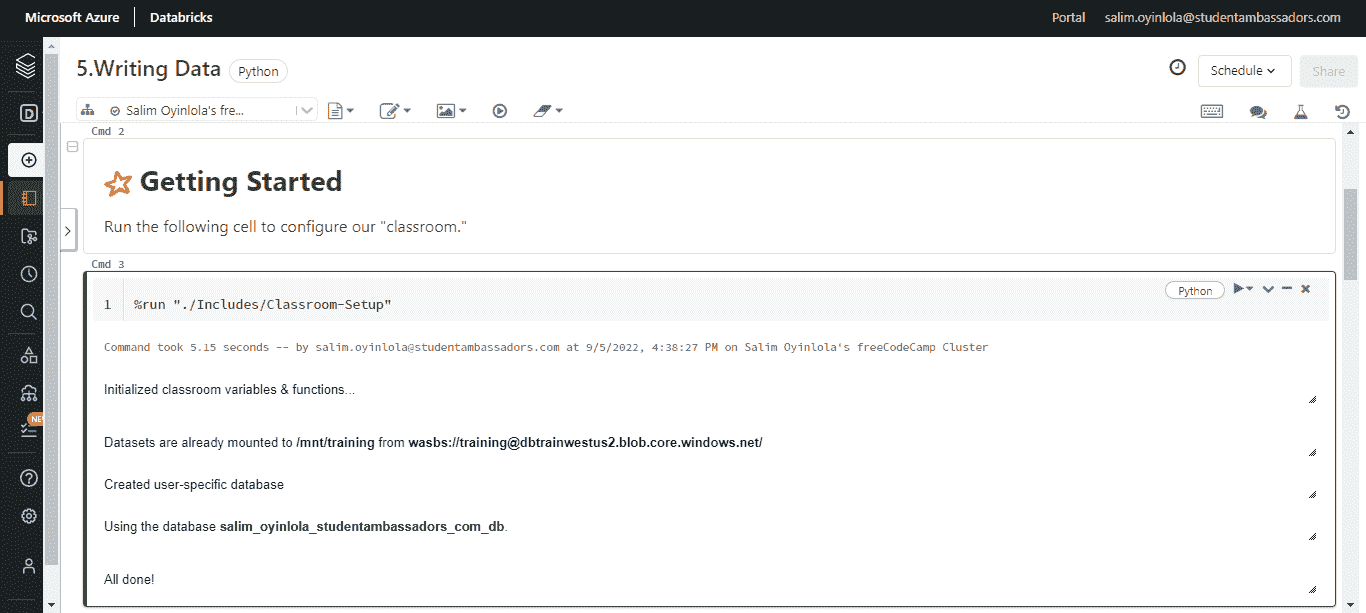 Microsoft Azure Databricks Portal salim.oyinlola@studentambassadors.com
5.Writing Data Python Schedule Share
Salim Oyinlola's fre...
Cmd 2
Getting Started
Run the following cell to configure our "classroom."
Cmd 3
1 %run "./Includes/Classroom-Setup" Python
Command took 5.15 seconds -- by salim.oyinlola@studentambassadors.com at 9/5/2022, 4:38:27 PM on Salim Oyinlola's freeCodeCamp Cluster
Initialized classroom variables & functions...
NEW
Datasets are already mounted to /mnt/training from wasbs://training@dbtrainwestus2.blob.core.windows.net/
Created user-specific database
Using the database salim_oyinlola_studentambassadors_com_db.
All done!